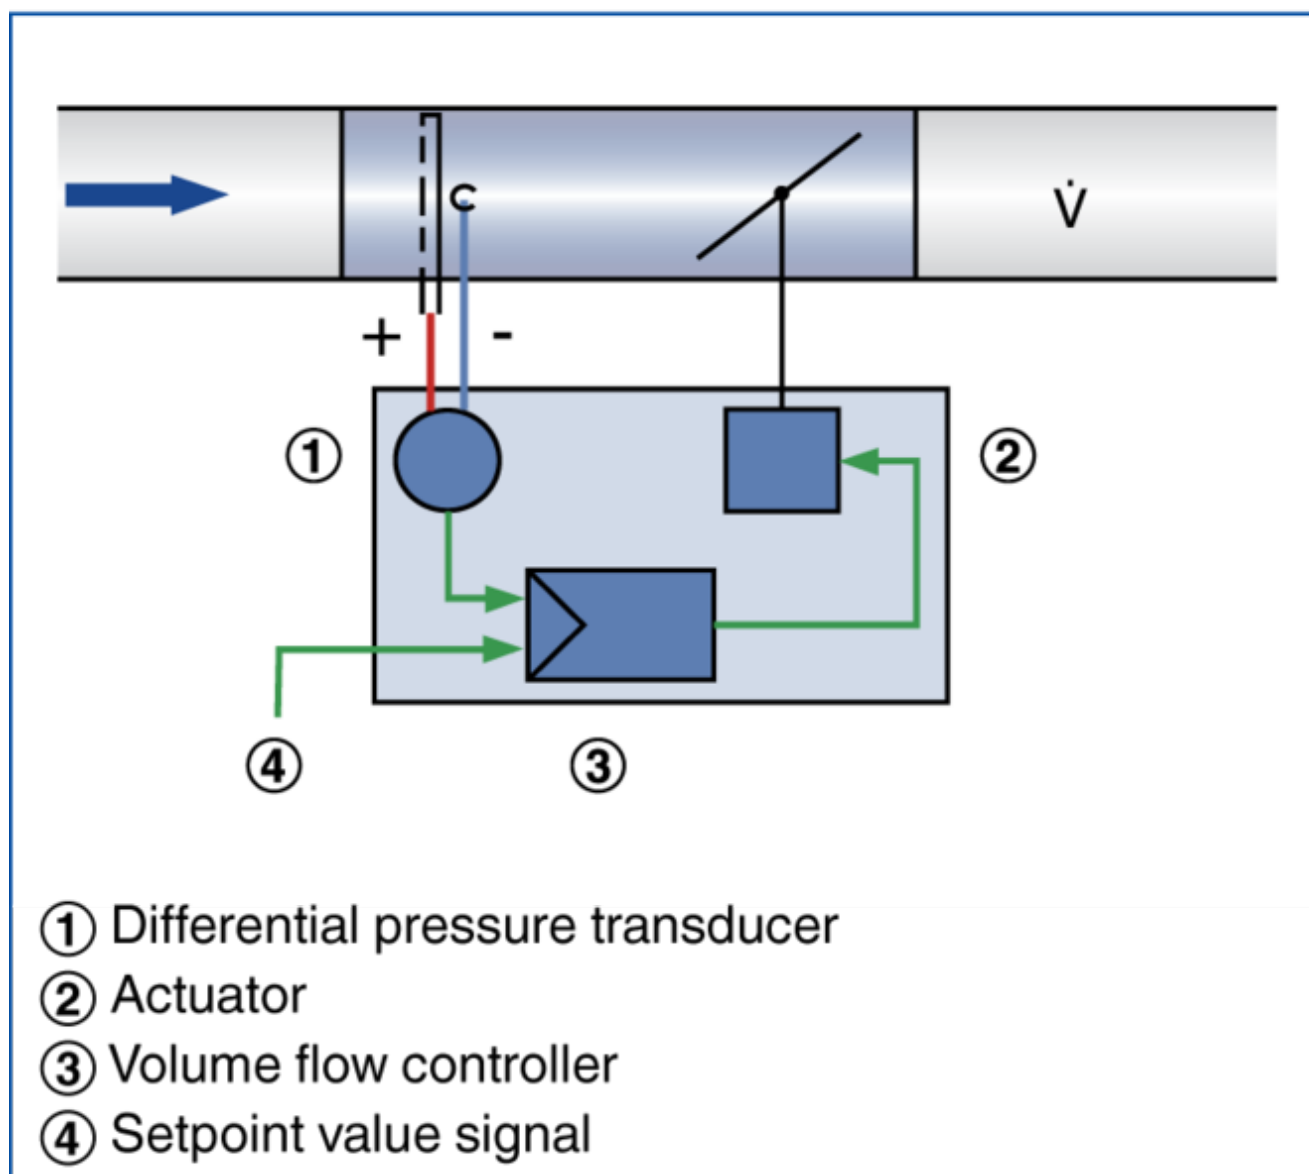 V̇
+ -
① ②
④ ③
① Differential pressure transducer
② Actuator
③ Volume flow controller
④ Setpoint value signal